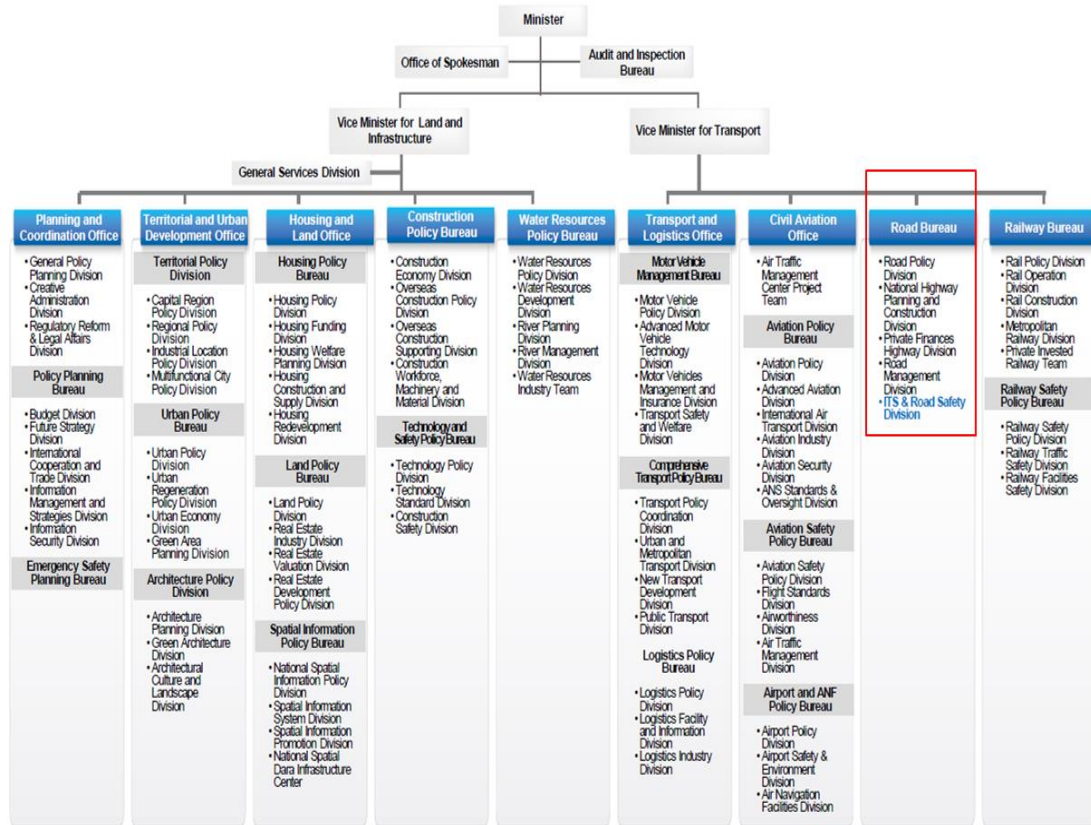 Minister
Office of Spokesman
Audit and Inspection
Bureau
Vice Minister for Land and
Infrastructure
Vice Minister for Transport
General Services Division
Planning and
Coordination Office
• General Policy
Planning Division
• Creative
Administration
Division
• Regulatory Reform
& Legal Affairs
Division
Policy Planning
Bureau
• Budget Division
• Future Strategy
Division
• International
Cooperation and
Trade Division
• Information
Management and
Strategies Division
• Information
Security Division
Emergency Safety
Planning Bureau
Territorial and Urban
Development Office
Territorial Policy
Division
• Capital Region
Policy Division
• Regional Policy
Division
• Industrial Location
Policy Division
• Multifunctional City
Policy Division
Urban Policy
Bureau
• Urban Policy
Division
• Urban
Regeneration
Policy Division
• Urban Economy
Division
• Green Area
Planning Division
Architecture Policy
Division
• Architecture
Planning Division
• Green Architecture
Division
• Architectural
Culture and
Landscape
Division
Housing and
Land Office
Housing Policy
Bureau
• Housing Policy
Division
• Housing Funding
Division
• Housing Welfare
Planning Division
• Housing
Construction and
Supply Division
• Housing
Redevelopment
Division
Land Policy
Bureau
• Land Policy
Division
• Real Estate
Industry Division
• Real Estate
Valuation Division
• Real Estate
Development
Policy Division
Spatial Information
Policy Bureau
• National Spatial
Information Policy
Division
• Spatial Information
System Division
• Spatial Information
Promotion Division
• National Spatial
Dara Infrastructure
Center
Construction
Policy Bureau
• Construction
Economy Division
• Overseas
Construction Policy
Division
• Overseas
Construction
Supporting Division
• Construction
Workforce,
Machinery and
Material Division
Technology and
Safety Policy Bureau
• Technology Policy
Division
• Technology
Standard Division
• Construction
Safety Division
Water Resources
Policy Bureau
• Water Resources
Policy Division
• Water Resources
Development
Division
• River Planning
Division
• River Management
Division
• Water Resources
Industry Team
Transport and
Logistics Office
Motor Vehicle
Management Bureau
• Motor Vehicle
Policy Division
• Advanced Motor
Vehicle
Technology
Division
• Motor Vehicles
Management and
Insurance Division
• Transport Safety
and Welfare
Division
Comprehensive
Transport Policy Bureau
• Transport Policy
Coordination
Division
• Urban and
Metropolitan
Transport Division
• New Transport
Development
Division
• Public Transport
Division
Logistics Policy
Bureau
• Logistics Policy
Division
• Logistics Facility
and Information
Division
• Logistics Industry
Division
Civil Aviation
Office
• Air Traffic
Management
Center Project
Team
Aviation Policy
Bureau
• Aviation Policy
Division
• Advanced Aviation
Division
• International Air
Transport Division
• Aviation Industry
Division
• Aviation Security
Division
• ANS Standards &
Oversight Division
Aviation Safety
Policy Bureau
• Aviation Safety
Policy Division
• Flight Standards
Division
• Airworthiness
Division
• Air Traffic
Management
Division
Airport and ANF
Policy Bureau
• Airport Policy
Division
• Airport Safety &
Environment
Division
• Air Navigation
Facilities Division
Road Bureau
• Road Policy
Division
• National Highway
Planning and
Construction
Division
• Private Finances
Highway Division
• Road
Management
Division
• ITS & Road Safety
Division
Railway Bureau
• Rail Policy Division
• Rail Operation
Division
• Rail Construction
Division
• Metropolitan
Railway Division
• Private Invested
Railway Team
Railway Safety
Policy Bureau
• Railway Safety
Policy Division
• Railway Traffic
Safety Division
• Railway Facilities
Safety Division